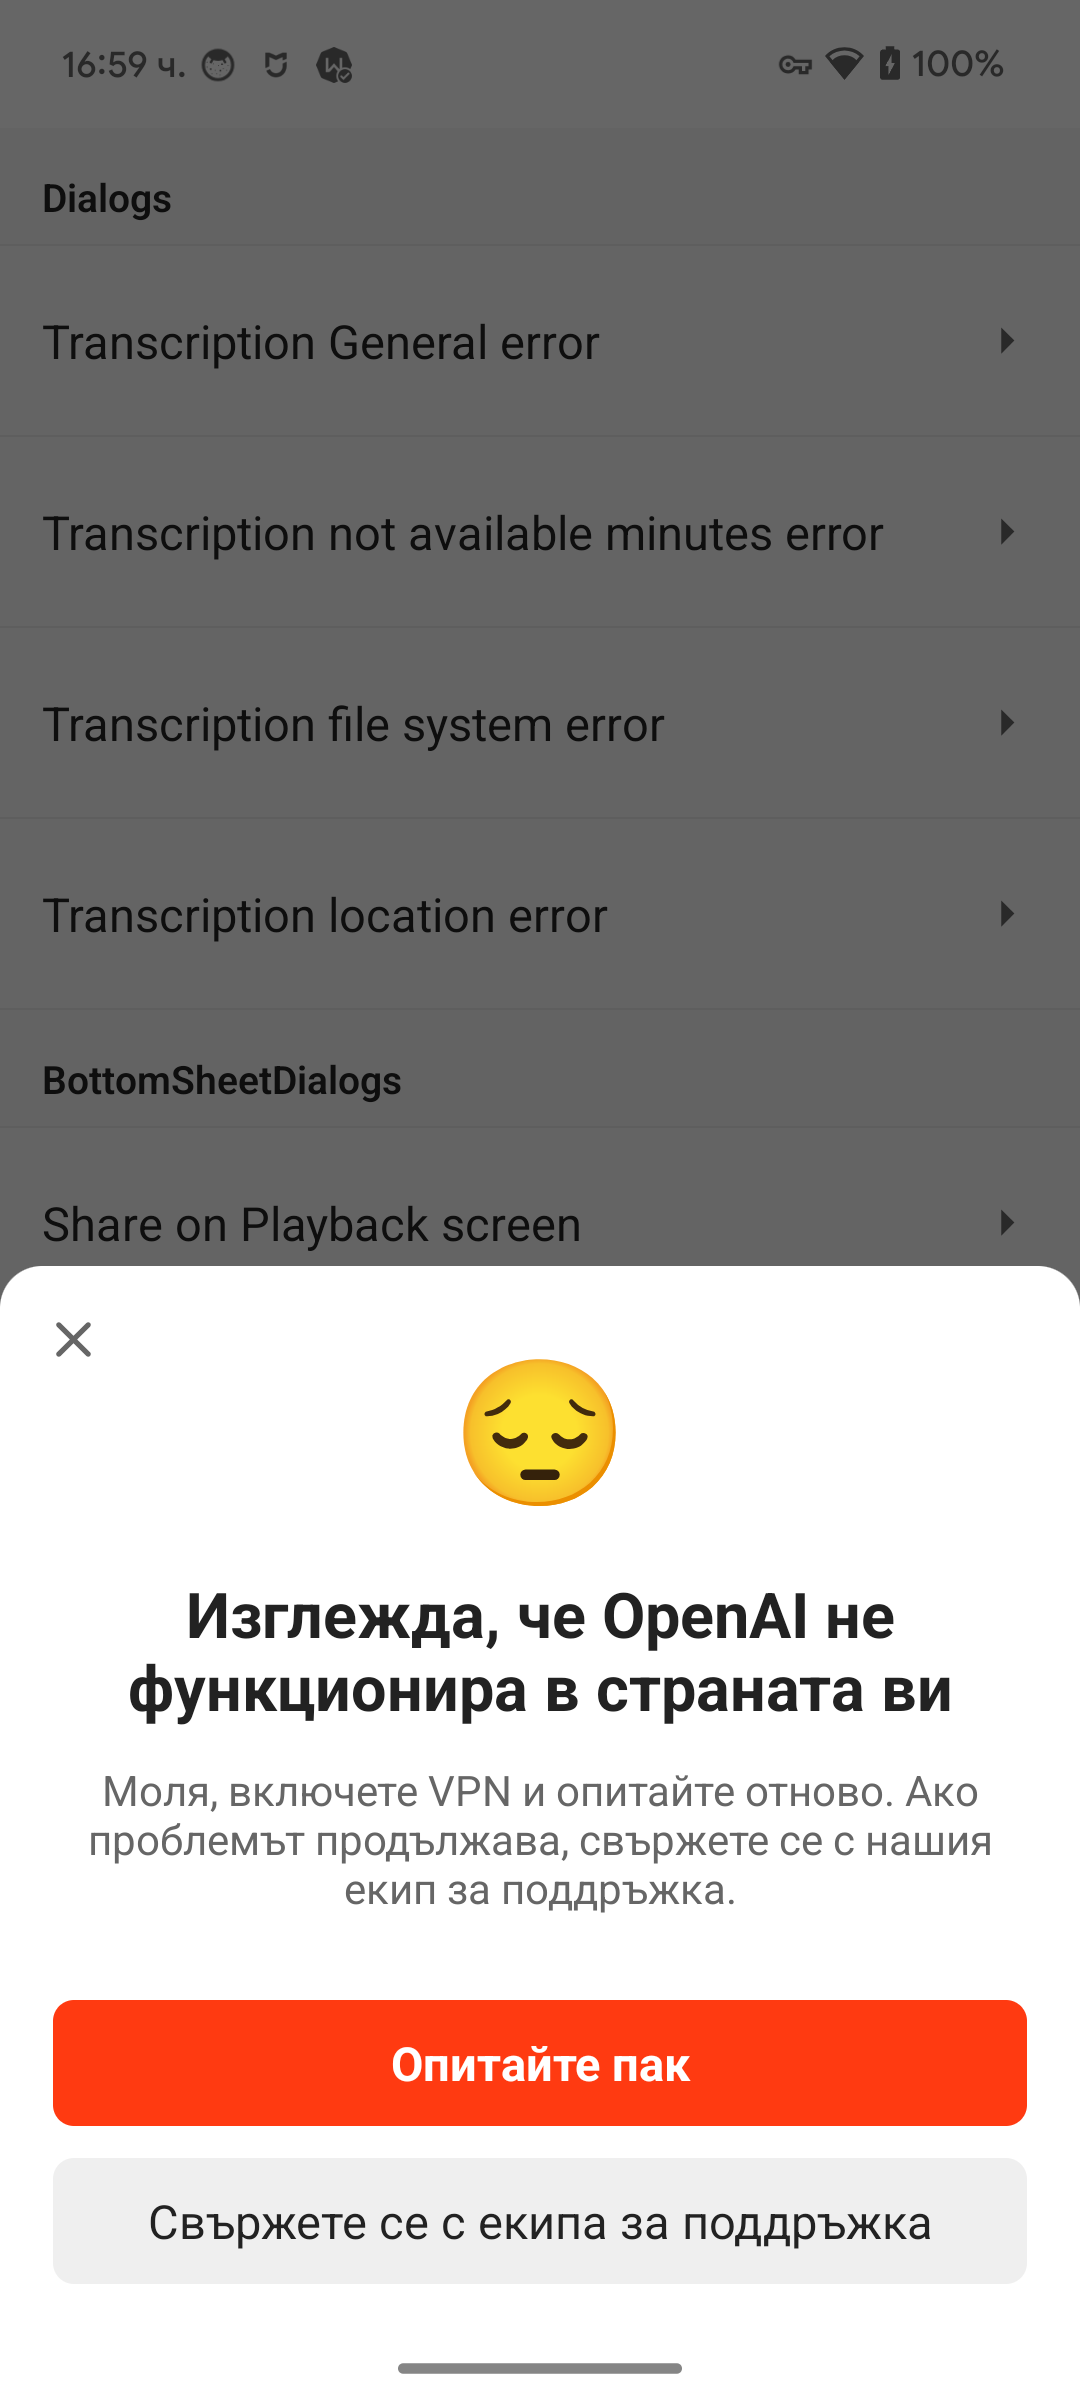 16:59 ч.
100%
Dialogs
Transcription General error
Transcription not available minutes error
Transcription file system error
Transcription location error
BottomSheetDialogs
Share on Playback screen
Изглежда, че OpenAI не
функционира в страната ви
Моля, включете VPN и опитайте отново. Ако
проблемът продължава, свържете се с нашия
екип за поддръжка.
Опитайте пак
Свържете се с екипа за поддръжка